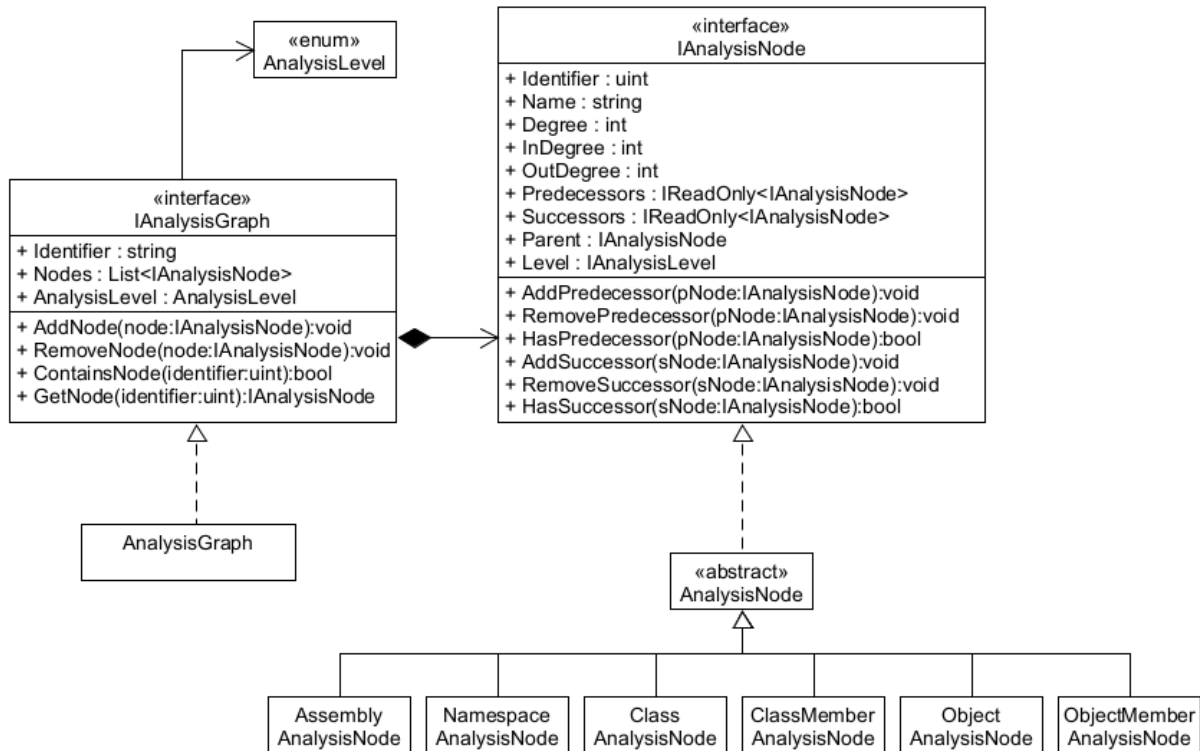 «enum»
AnalysisLevel
«interface»
IAnalysisNode
+ Identifier : uint
+ Name : string
+ Degree : int
+ InDegree : int
+ OutDegree : int
+ Predecessors : IReadOnly<IAnalysisNode>
+ Successors : IReadOnly<IAnalysisNode>
+ Parent : IAnalysisNode
+ Level : IAnalysisLevel
+ AddPredecessor(pNode:IAnalysisNode):void
+ RemovePredecessor(pNode:IAnalysisNode):void
+ HasPredecessor(pNode:IAnalysisNode):bool
+ AddSuccessor(sNode:IAnalysisNode):void
+ RemoveSuccessor(sNode:IAnalysisNode):void
+ HasSuccessor(sNode:IAnalysisNode):bool
«interface»
IAnalysisGraph
+ Identifier : string
+ Nodes : List<IAnalysisNode>
+ AnalysisLevel : AnalysisLevel
+ AddNode(node:IAnalysisNode):void
+ RemoveNode(node:IAnalysisNode):void
+ ContainsNode(identifier:uint):bool
+ GetNode(identifier:uint):IAnalysisNode
AnalysisGraph
«abstract»
AnalysisNode
Assembly
AnalysisNode
Namespace
AnalysisNode
Class
AnalysisNode
ClassMember
AnalysisNode
Object
AnalysisNode
ObjectMember
AnalysisNode